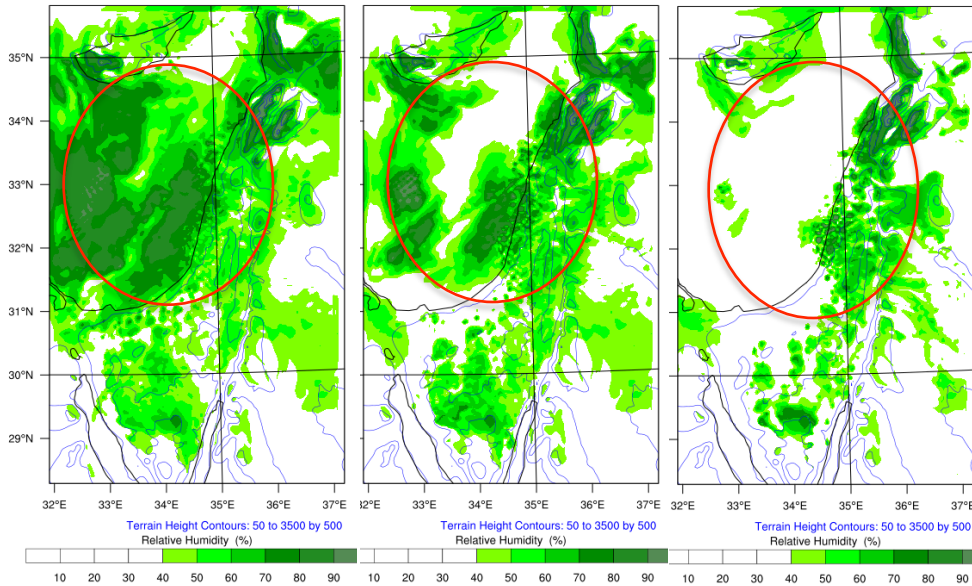 35°N
34°N
33°N
32°N
31°N
30°N
29°N
32°E 33°E 34°E 35°E 36°E 37°E
32°E 33°E 34°E 35°E 36°E 37°E
32°E 33°E 34°E 35°E 36°E 37°E
Terrain Height Contours: 50 to 3500 by 500
Relative Humidity (%)
10 20 30 40 50 60 70 80 90
Terrain Height Contours: 50 to 3500 by 500
Relative Humidity (%)
10 20 30 40 50 60 70 80 90
Terrain Height Contours: 50 to 3500 by 500
Relative Humidity (%)
10 20 30 40 50 60 70 80